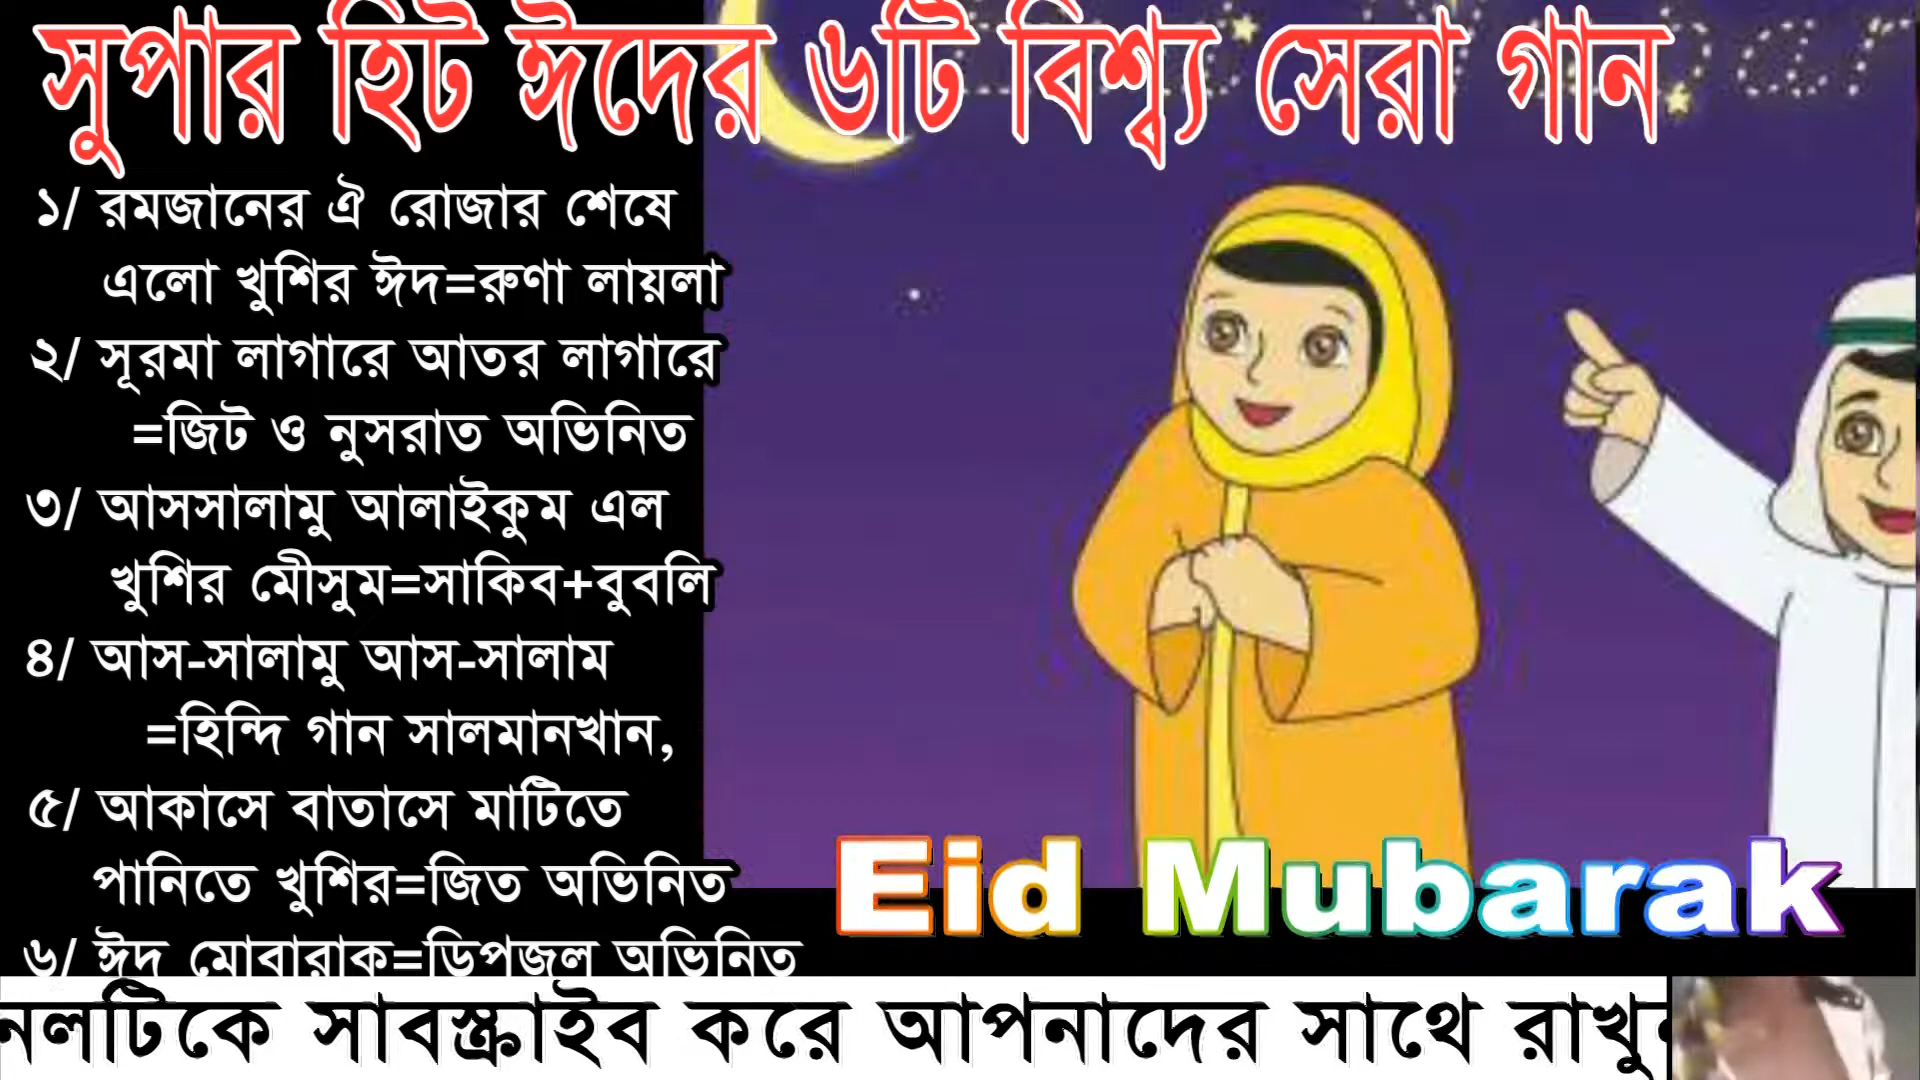 সুপার হিট ঈদের ৬টি বিশ্ব্য সেরা গান
১/ রমজানের ঐ রোজার শেষে
এলো খুশির ঈদ=রুণা লায়লা
২/ সূরমা লাগারে আতর লাগারে
=জিট ও নুসরাত অভিনিত
৩/ আসসালামু আলাইকুম এল
খুশির মৌসুম=সাকিব+বুবলি
৪/ আস-সালামু আস-সালাম
=হিন্দি গান সালমানখান,
৫/ আকাসে বাতাসে মাটিতে
পানিতে খুশির=জিত অভিনিত
৬/ ঈদ মোবারাক=ডিপজল অভিনিত
Eid Mubarak
নলটিকে সাবস্ক্রাইব করে আপনাদের সাথে রাখু